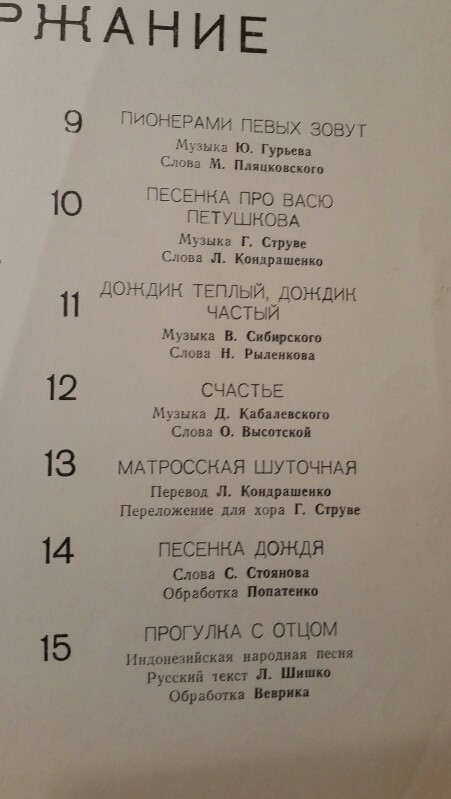 РЖАНИЕ
9 ПИОНЕРАМИ ПЕВЫХ ЗОВУТ
Музыка Ю. Гурьева
Слова М. Пляцковского
10 ПЕСЕНКА ПРО ВАСЮ
ПЕТУШКОВА
Музыка Г. Струве
Слова Л. Кондрашенко
11 ДОЖДИК ТЕПЛЫЙ, ДОЖДИК
ЧАСТЫЙ
Музыка В. Сибирского
Слова Н. Рыленкова
12 СЧАСТЬЕ
Музыка Д. Кабалевского
Слова О. Высотской
13 МАТРОССКАЯ ШУТОЧНАЯ
Перевод Л. Кондрашенко
Переложение для хора Г. Струве
14 ПЕСЕНКА ДОЖДЯ
Слова С. Стоянова
Обработка Попатенко
15 ПРОГУЛКА С ОТЦОМ
Индонезийская народная песня
Русский текст Л. Шишко
Обработка Веврика